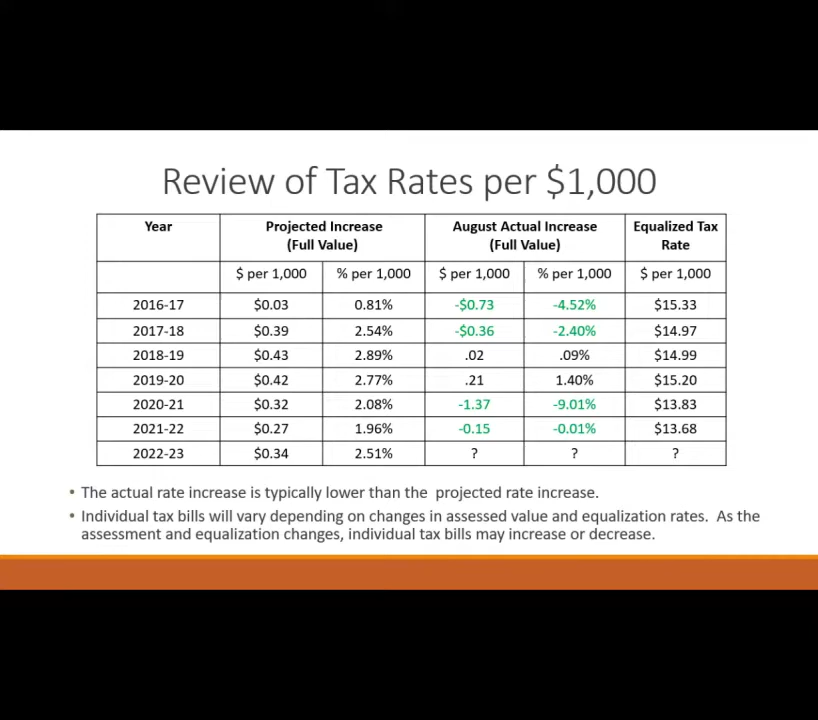 Review of Tax Rates per $1,000
Year Projected Increase August Actual Increase Equalized Tax
(Full Value) (Full Value) Rate
$ per 1,000 % per 1,000 $ per 1,000 % per 1,000 $ per 1,000
2016-17 $0.03 0.81% -$0.73 -4.52% $15.33
2017-18 $0.39 2.54% -$0.36 -2.40% $14.97
2018-19 $0.43 2.89% .02 .09% $14.99
2019-20 $0.42 2.77% .21 1.40% $15.20
2020-21 $0.32 2.08% -1.37 -9.01% $13.83
2021-22 $0.27 1.96% -0.15 -0.01% $13.68
2022-23 $0.34 2.51% ? ? ?
• The actual rate increase is typically lower than the projected rate increase.
• Individual tax bills will vary depending on changes in assessed value and equalization rates. As the
assessment and equalization changes, individual tax bills may increase or decrease.